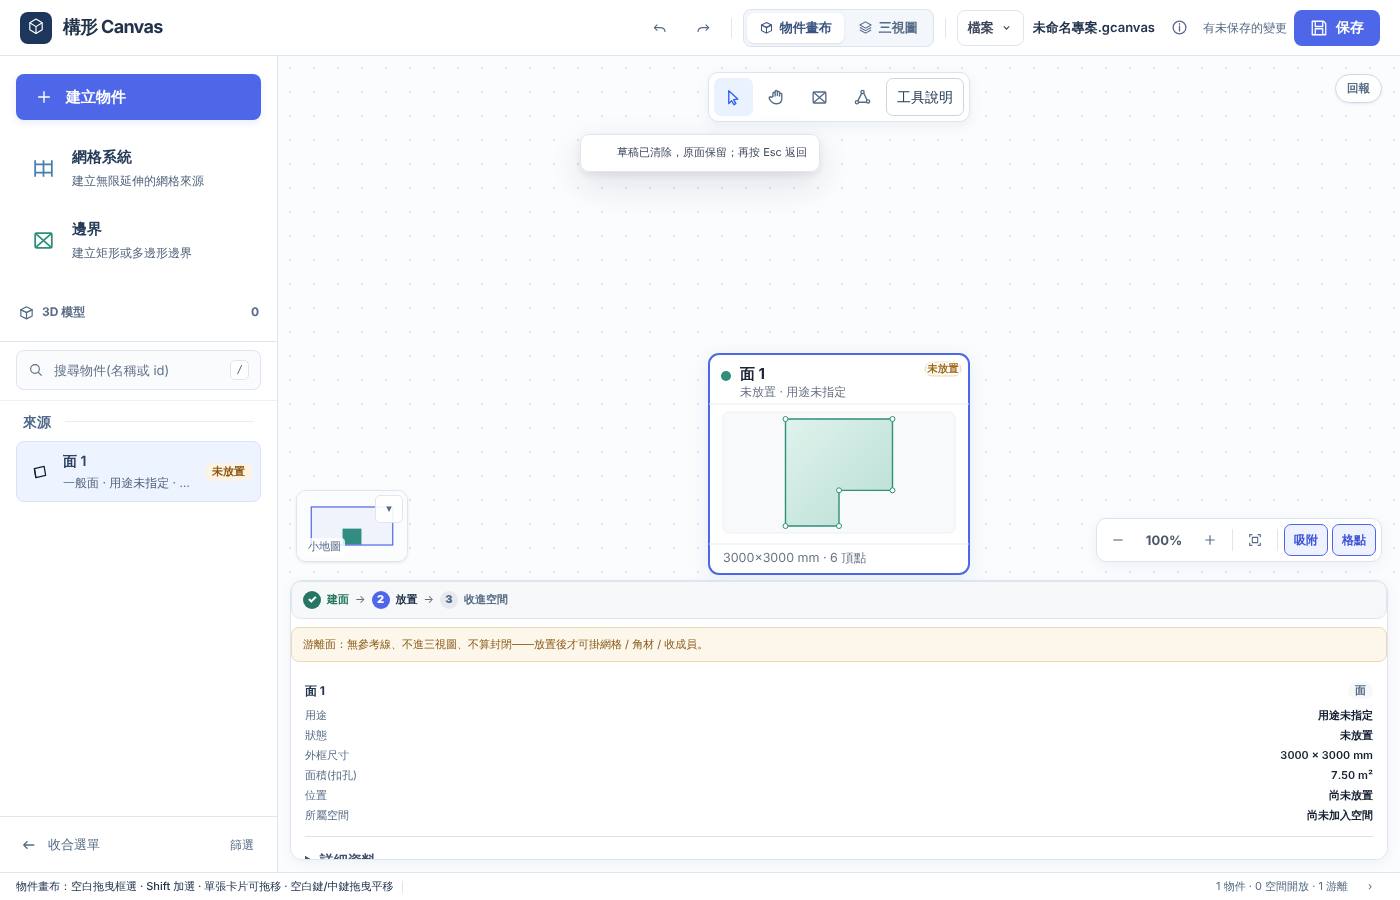 構形 Canvas
物件畫布
三視圖
檔案
未命名專案.gcanvas
有未保存的變更
保存
建立物件
工具說明
回報
草稿已清除，原面保留；再按 Esc 返回
網格系統
建立無限延伸的網格來源
邊界
建立矩形或多邊形邊界
3D 模型
0
搜尋物件(名稱或 id)
/
來源
面 1
一般面 · 用途未指定 · ...
未放置
面 1
未放置
未放置 · 用途未指定
3000×3000 mm · 6 頂點
小地圖
100%
吸附
格點
建面 → 2 放置 → 3 收進空間
游離面：無參考線、不進三視圖、不算封閉——放置後才可掛網格 / 角材 / 收成員。
面 1
面
用途
用途未指定
狀態
未放置
外框尺寸
3000 × 3000 mm
面積(扣孔)
7.50 m²
位置
尚未放置
所屬空間
尚未加入空間
詳細資料
收合選單
篩選
物件畫布：空白拖曳框選 · Shift 加選 · 單張卡片可拖移 · 空白鍵/中鍵拖曳平移
1 物件 · 0 空間開放 · 1 游離